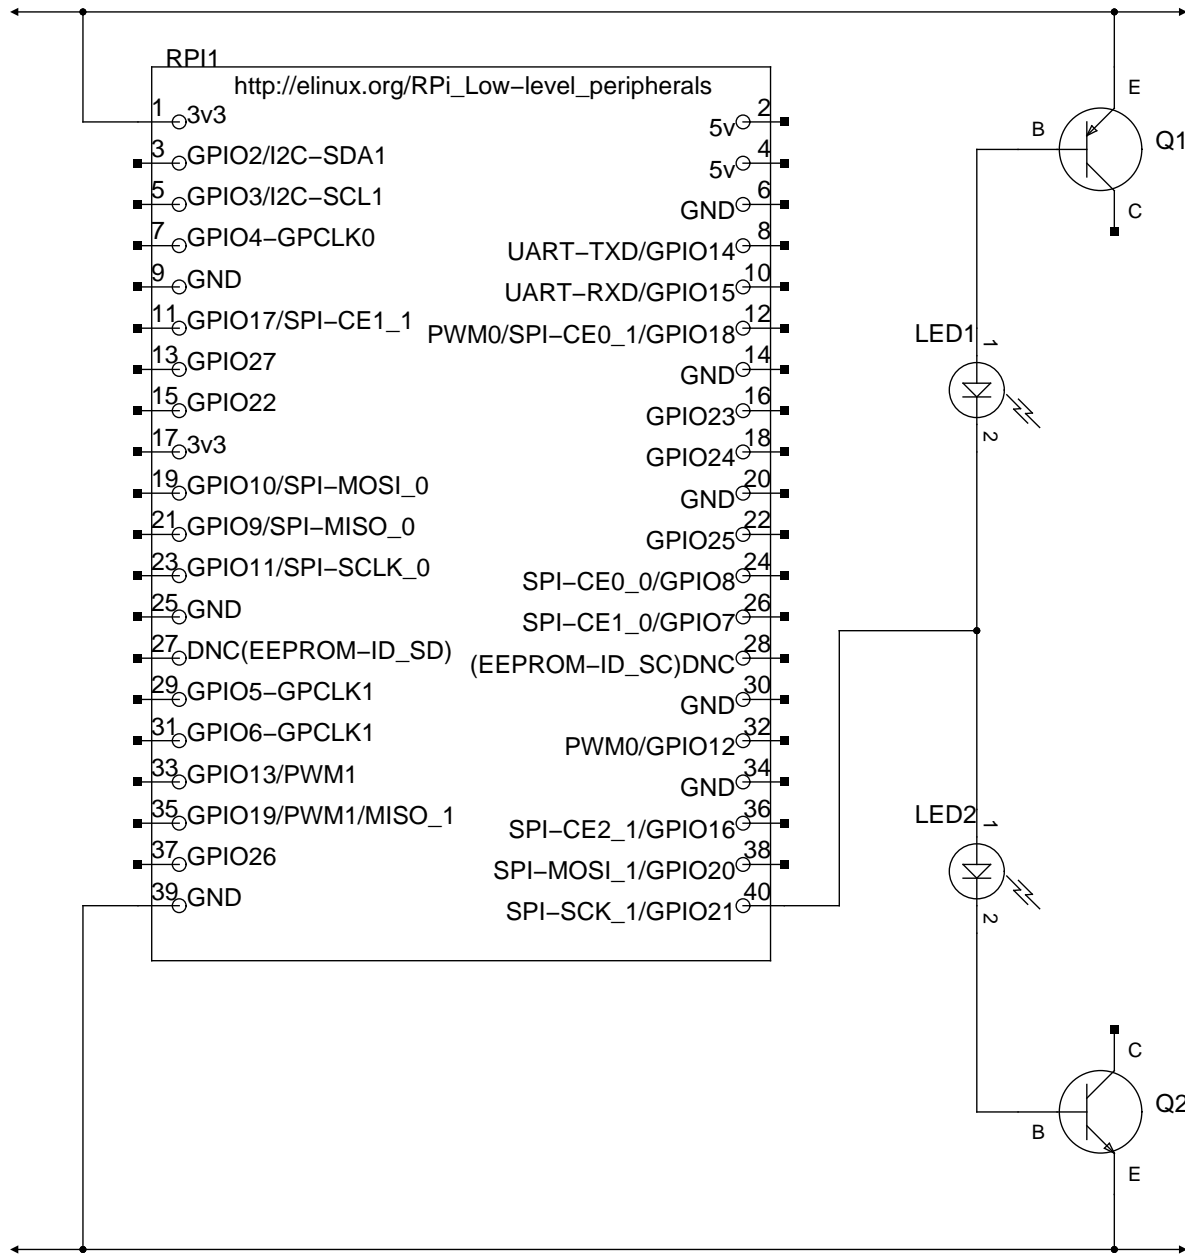 RPI1
http://elinux.org/RPi_Low-level_peripherals
1 3v3
5v 2
3 GPIO2/I2C-SDA1
5v 4
5 GPIO3/I2C-SCL1
GND 6
7 GPIO4-GPCLK0
UART-TXD/GPIO14 8
9 GND
UART-RXD/GPIO15 10
11 GPIO17/SPI-CE1_1
PWM0/SPI-CE0_1/GPIO18 12
13 GPIO27
GND 14
15 GPIO22
GPIO23 16
17 3v3
GPIO24 18
19 GPIO10/SPI-MOSI_0
GND 20
21 GPIO9/SPI-MISO_0
GPIO25 22
23 GPIO11/SPI-SCLK_0
SPI-CE0_0/GPIO8 24
25 GND
SPI-CE1_0/GPIO7 26
27 DNC(EEPROM-ID_SD)
(EEPROM-ID_SC)DNC 28
29 GPIO5-GPCLK1
GND 30
31 GPIO6-GPCLK1
PWM0/GPIO12 32
33 GPIO13/PWM1
GND 34
35 GPIO19/PWM1/MISO_1
SPI-CE2_1/GPIO16 36
37 GPIO26
SPI-MOSI_1/GPIO20 38
39 GND
SPI-SCK_1/GPIO21 40
E
B
Q1
C
LED1
1
2
LED2
1
2
C
Q2
B
E